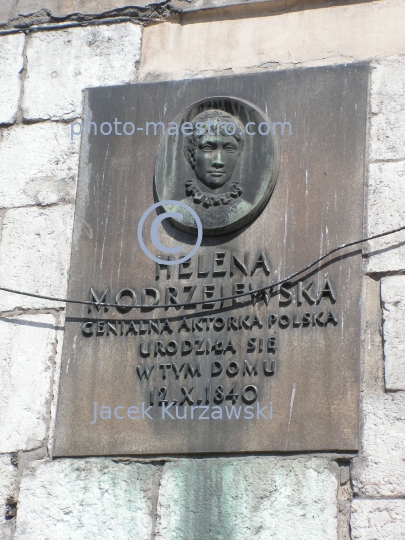 photo-maestro.com
©
HELENA
MODRZEJEWSKA
GENIALNA AKTORKA POLSKA
URODZIŁA SIĘ
W TYM DOMU
12.X.1840
Jacek Kurzawski